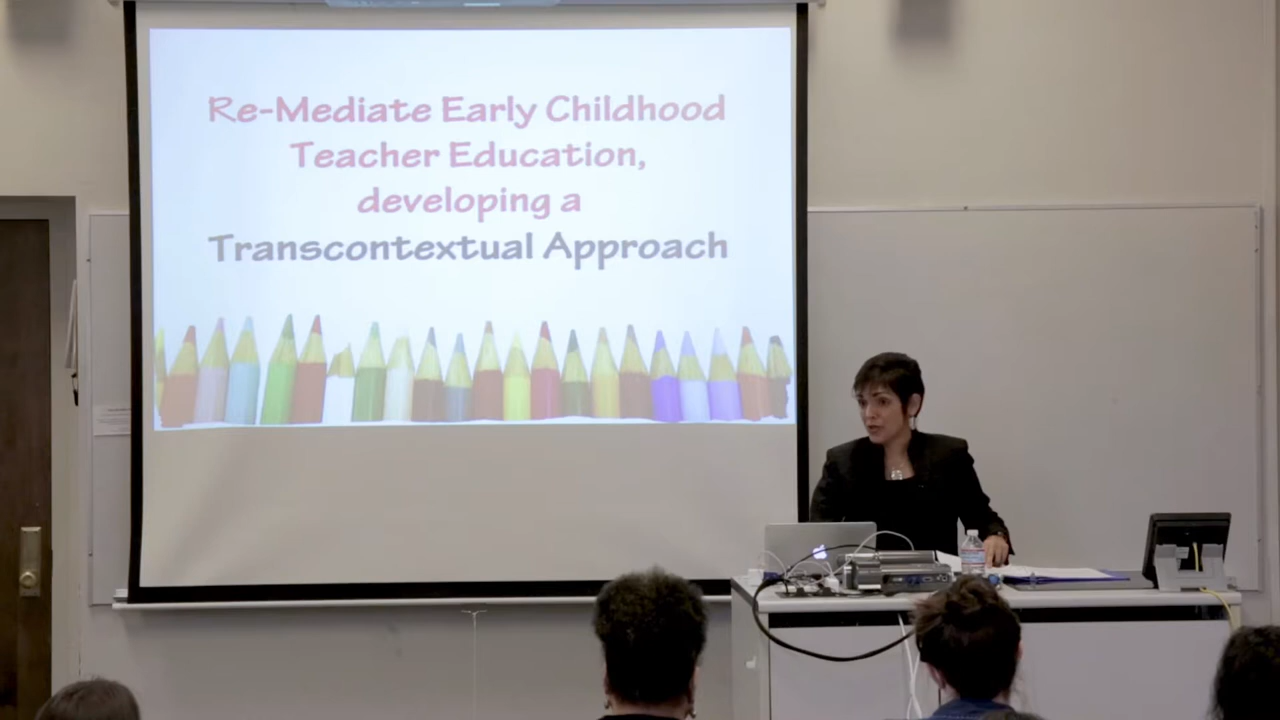 Re-Mediate Early Childhood
Teacher Education,
developing a
Transcontextual Approach